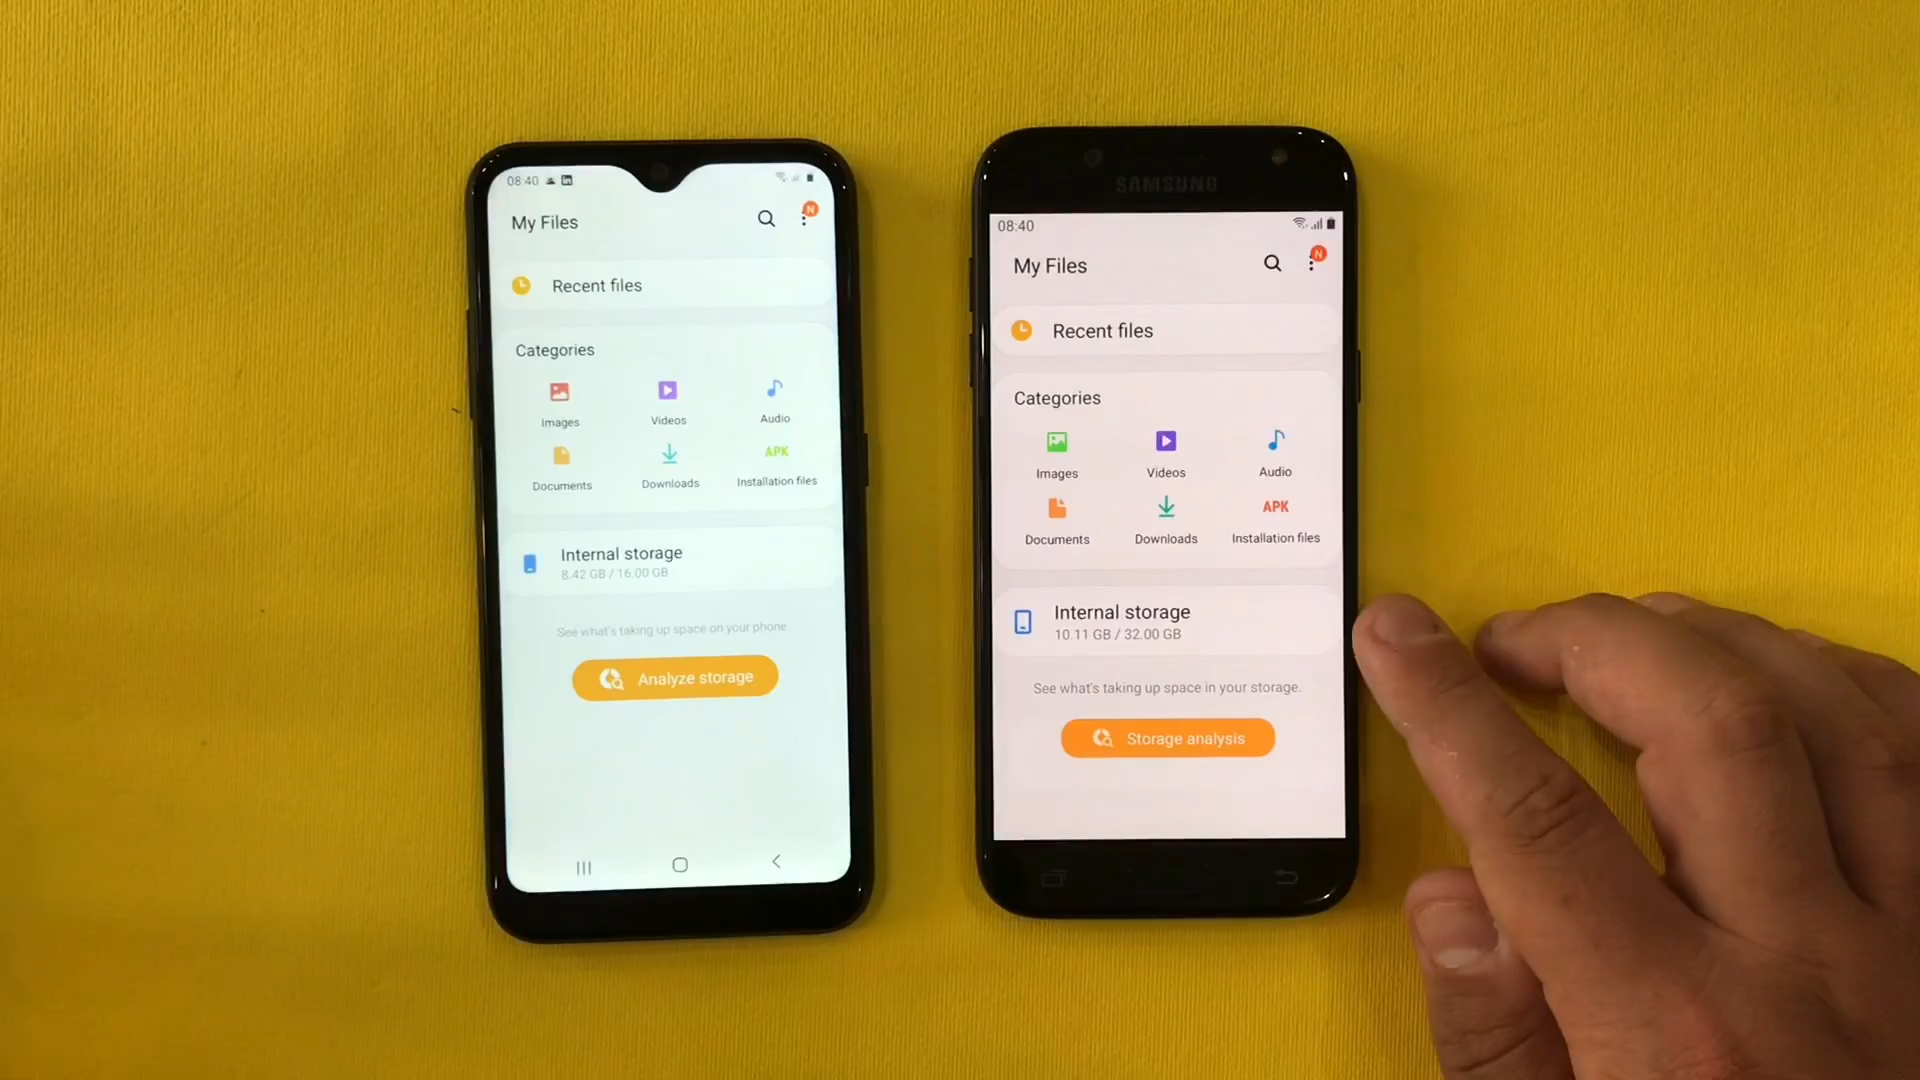 08:40
My Files
N
Recent files
Categories
Images
Videos
Audio
Documents
Downloads
APK
Installation files
Internal storage
8.42 GB / 16.00 GB
See what's taking up space on your phone.
Analyze storage
SAMSUNG
08:40
My Files
N
Recent files
Categories
Images
Videos
Audio
Documents
Downloads
APK
Installation files
Internal storage
10.11 GB / 32.00 GB
See what's taking up space in your storage.
Storage analysis